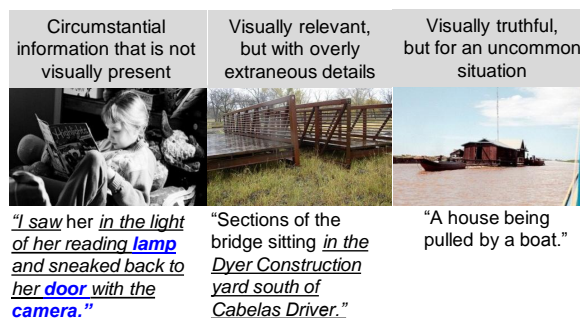 Circumstantial
information that is not
visually present
Visually relevant,
but with overly
extraneous details
Visually truthful,
but for an uncommon
situation
“I saw her in the light
of her reading lamp
and sneaked back to
her door with the
camera.”
“Sections of the
bridge sitting in the
Dyer Construction
yard south of
Cabelas Driver.”
“A house being
pulled by a boat.”